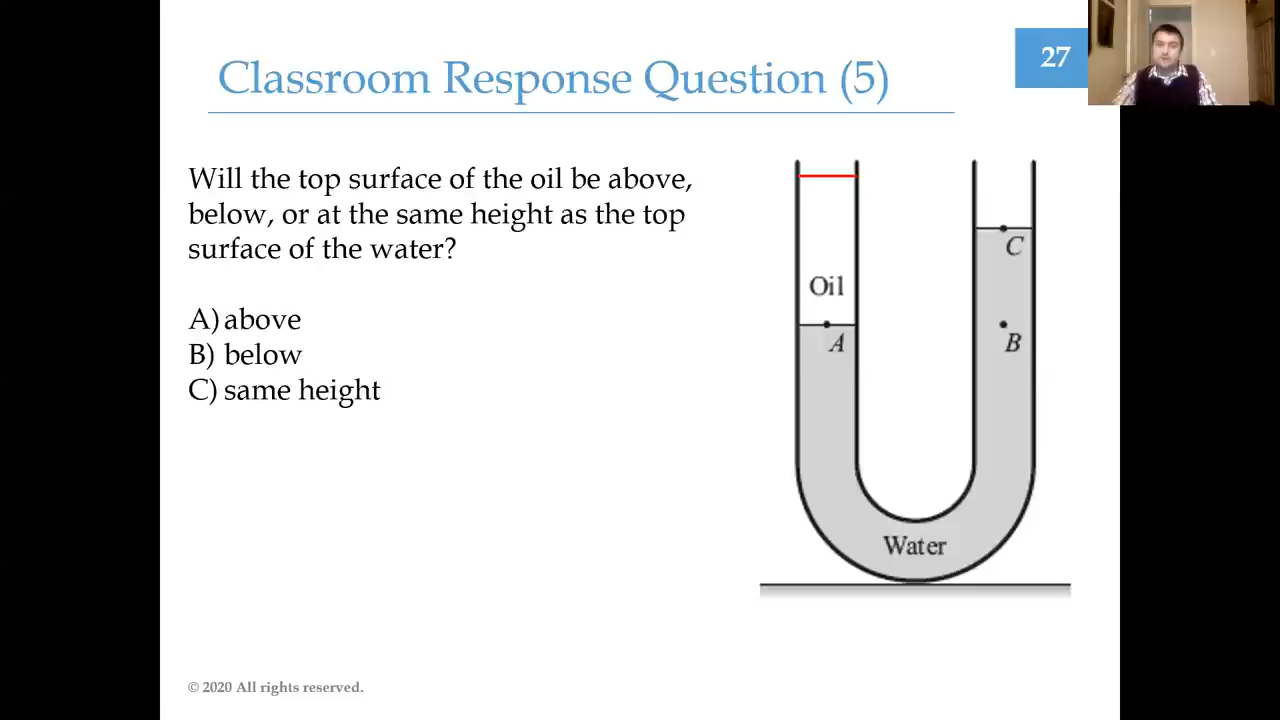 Classroom Response Question (5)
27
Will the top surface of the oil be above,
below, or at the same height as the top
surface of the water?
A) above
B) below
C) same height
Oil
A
C
B
Water
© 2020 All rights reserved.